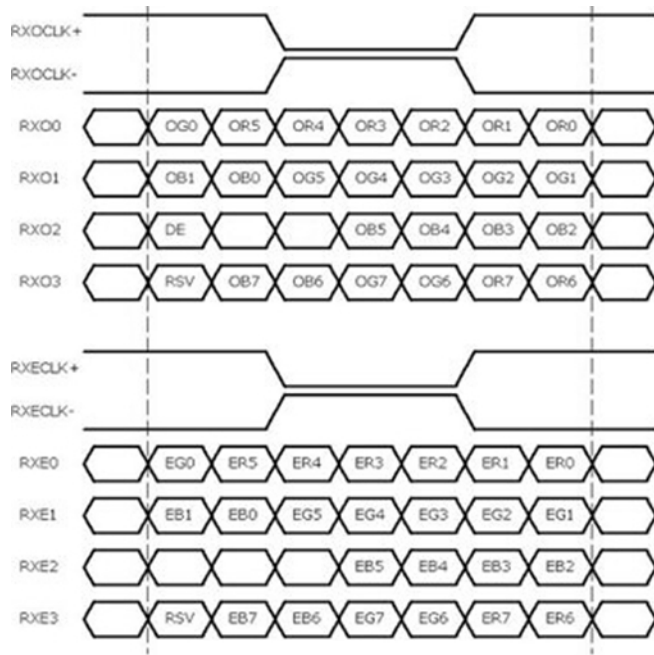 RXOCLK+
RXOCLK-
RXO0 OG0 OR5 OR4 OR3 OR2 OR1 OR0
RXO1 OB1 OB0 OG5 OG4 OG3 OG2 OG1
RXO2 DE OB5 OB4 OB3 OB2
RXO3 RSV OB7 OB6 OG7 OG6 OR7 OR6
RXECLK+
RXECLK-
RXE0 EG0 ER5 ER4 ER3 ER2 ER1 ER0
RXE1 EB1 EB0 EG5 EG4 EG3 EG2 EG1
RXE2 EB5 EB4 EB3 EB2
RXE3 RSV EB7 EB6 EG7 EG6 ER7 ER6